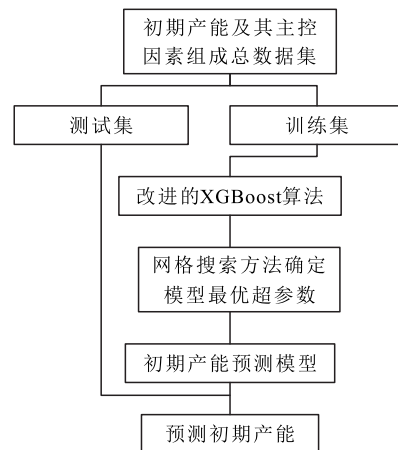 初期产能及其主控
因素组成总数据集
测试集
训练集
改进的XGBoost算法
网格搜索方法确定
模型最优超参数
初期产能预测模型
预测初期产能